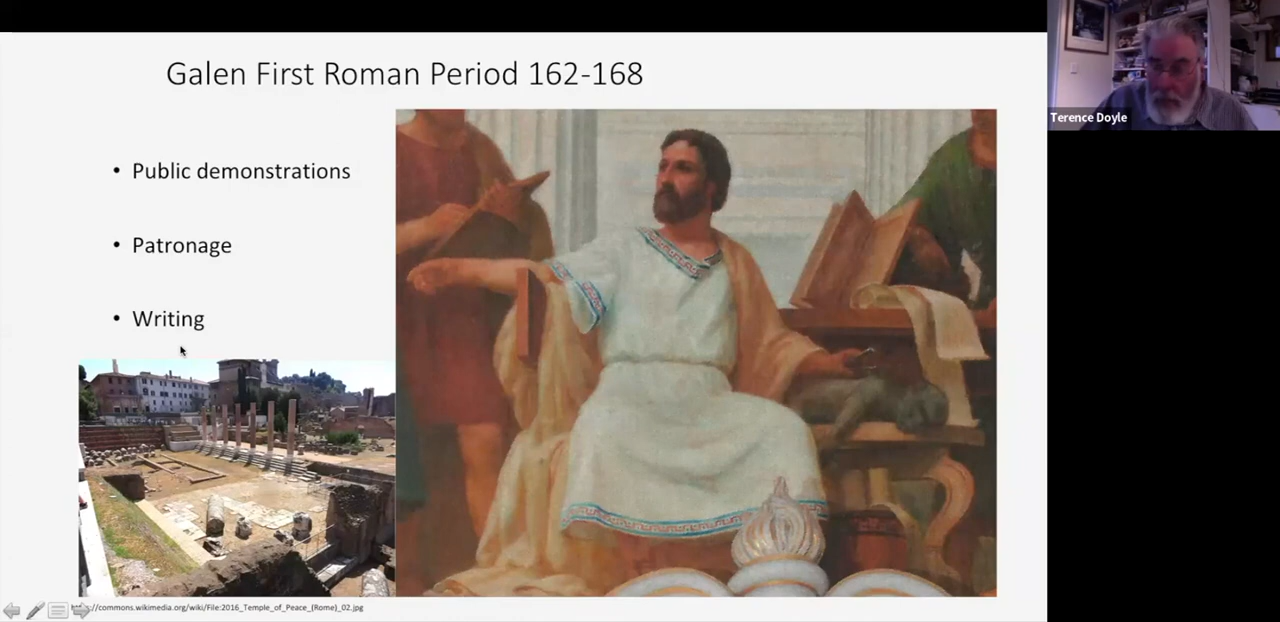 Galen First Roman Period 162-168
• Public demonstrations
• Patronage
• Writing
//commons.wikimedia.org/wiki/File:2016_Temple_of_Peace_(Rome)_02.jpg
Terence Doyle